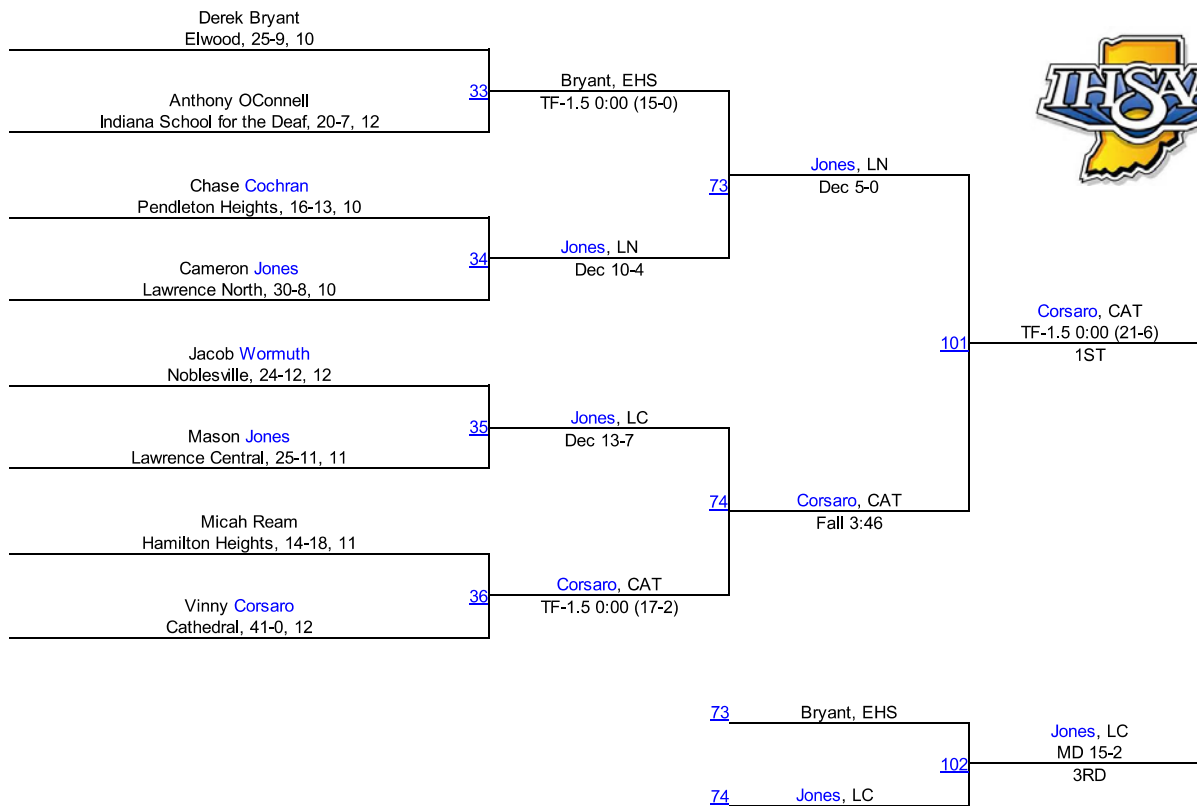 Derek Bryant
Elwood, 25-9, 10
Anthony OConnell
Indiana School for the Deaf, 20-7, 12
33
Bryant, EHS
TF-1.5 0:00 (15-0)
Chase Cochran
Pendleton Heights, 16-13, 10
Cameron Jones
Lawrence North, 30-8, 10
34
Jones, LN
Dec 10-4
73
Jones, LN
Dec 5-0
Jacob Wormuth
Noblesville, 24-12, 12
Mason Jones
Lawrence Central, 25-11, 11
35
Jones, LC
Dec 13-7
Micah Ream
Hamilton Heights, 14-18, 11
Vinny Corsaro
Cathedral, 41-0, 12
36
Corsaro, CAT
TF-1.5 0:00 (17-2)
74
Corsaro, CAT
Fall 3:46
101
Corsaro, CAT
TF-1.5 0:00 (21-6)
1ST
IHSAA
73
Bryant, EHS
74
Jones, LC
102
Jones, LC
MD 15-2
3RD